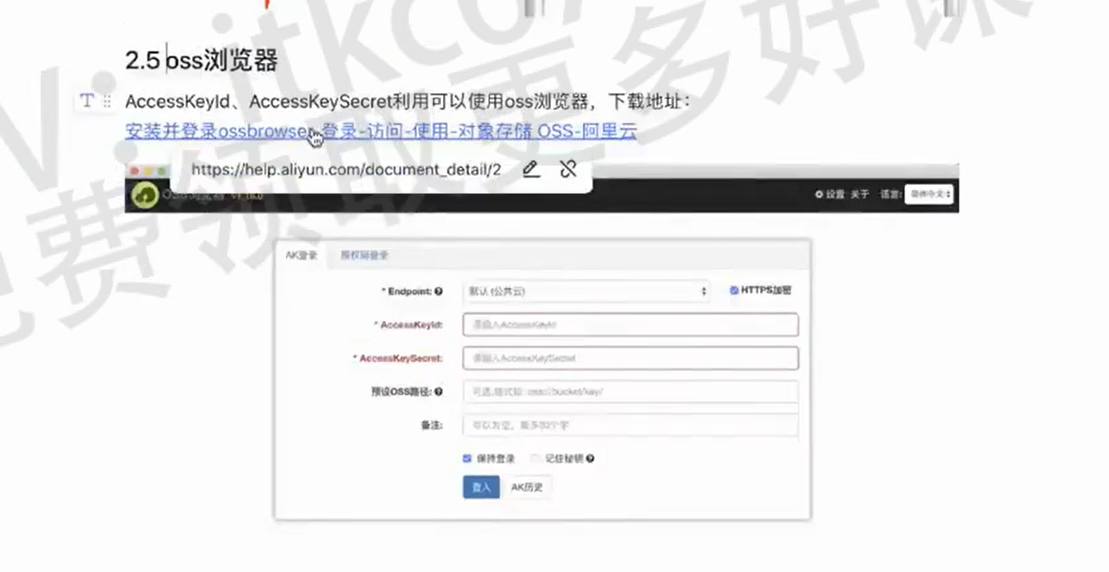 2.5 oss浏览器
AccessKeyId、AccessKeySecret利用可以使用oss浏览器，下载地址：
安装并登录ossbrowser-登录-访问-使用-对象存储 OSS-阿里云
https://help.aliyun.com/document_detail/2
OSS浏览器
设置 关于 语言: 简体中文
AK登录 授权码登录
* Endpoint: 默认 (公共云) HTTPS加密
* AccessKeyId: 请输入AccessKeyId
* AccessKeySecret: 请输入AccessKeySecret
预设OSS路径: 可选,格式如: oss://bucket/key/
备注: 可以为空，最多30个字
保持登录 记住秘钥
登入 AK历史
免费领取更多好课